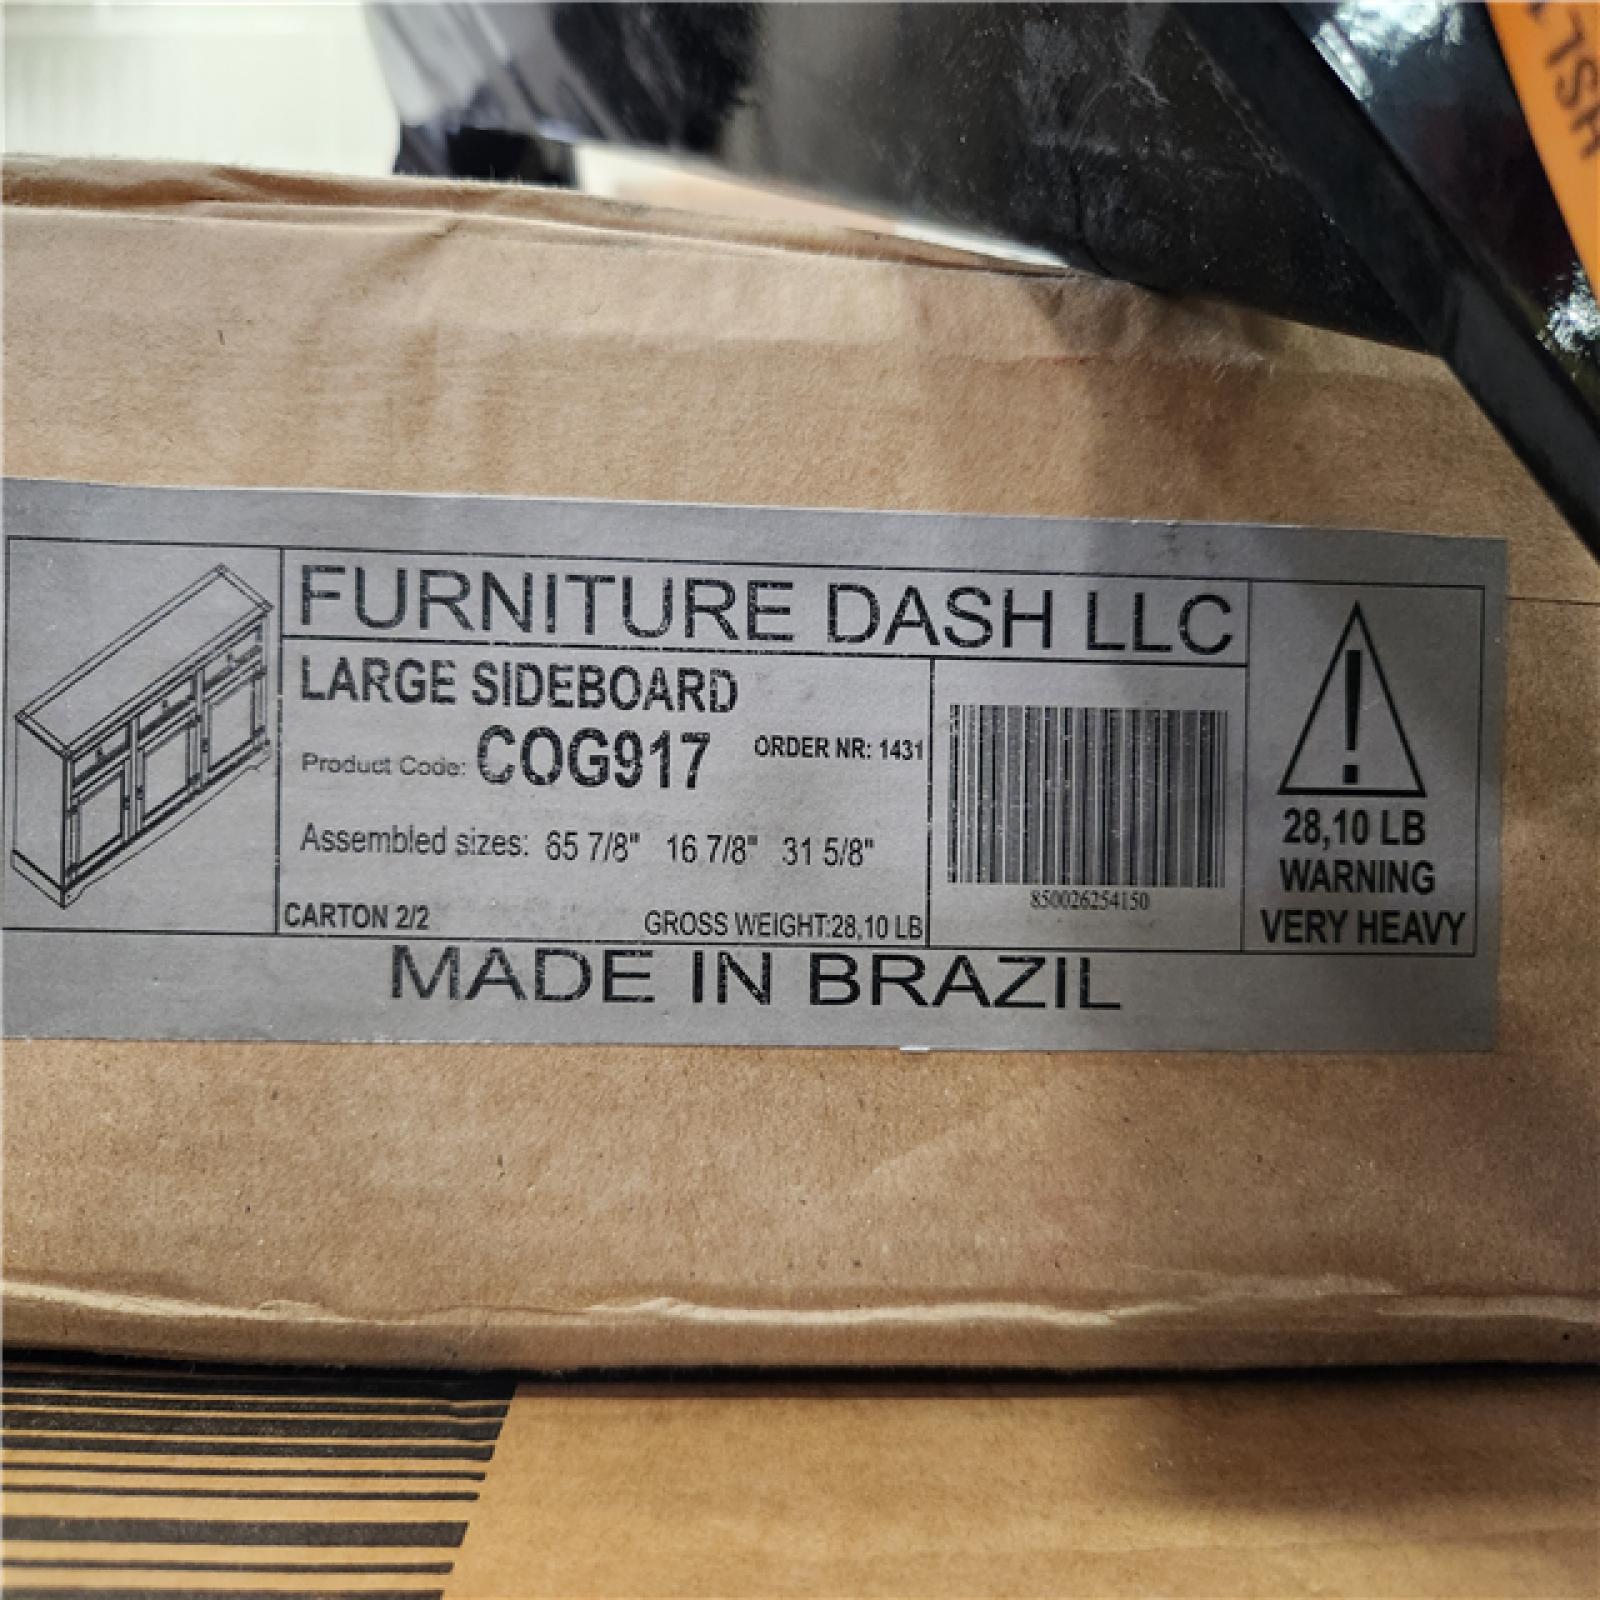 FURNITURE DASH LLC
LARGE SIDEBOARD
Product Code: COG917 ORDER NR: 1431
Assembled sizes: 65 7/8" 16 7/8" 31 5/8"
CARTON 2/2 GROSS WEIGHT:28,10 LB
850026254150
28,10 LB
WARNING
VERY HEAVY
MADE IN BRAZIL